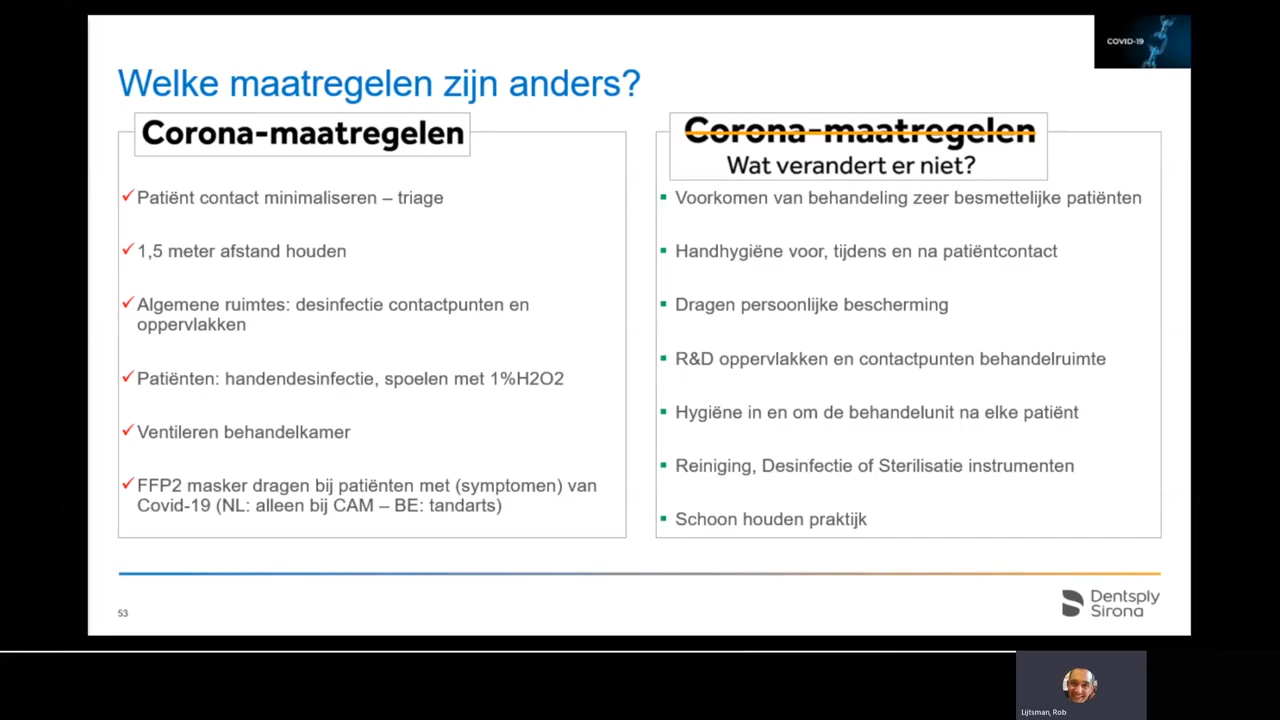 COVID-19
Welke maatregelen zijn anders?
Corona-maatregelen
✓Patiënt contact minimaliseren – triage
✓1,5 meter afstand houden
✓Algemene ruimtes: desinfectie contactpunten en
oppervlakken
✓Patiënten: handendesinfectie, spoelen met 1%H2O2
✓Ventileren behandelkamer
✓FFP2 masker dragen bij patiënten met (symptomen) van
Covid-19 (NL: alleen bij CAM – BE: tandarts)
Corona-maatregelen
Wat verandert er niet?
▪ Voorkomen van behandeling zeer besmettelijke patiënten
▪ Handhygiëne voor, tijdens en na patiëntcontact
▪ Dragen persoonlijke bescherming
▪ R&D oppervlakken en contactpunten behandelruimte
▪ Hygiëne in en om de behandelunit na elke patiënt
▪ Reiniging, Desinfectie of Sterilisatie instrumenten
▪ Schoon houden praktijk
53
Dentsply
Sirona
Lijtsman, Rob